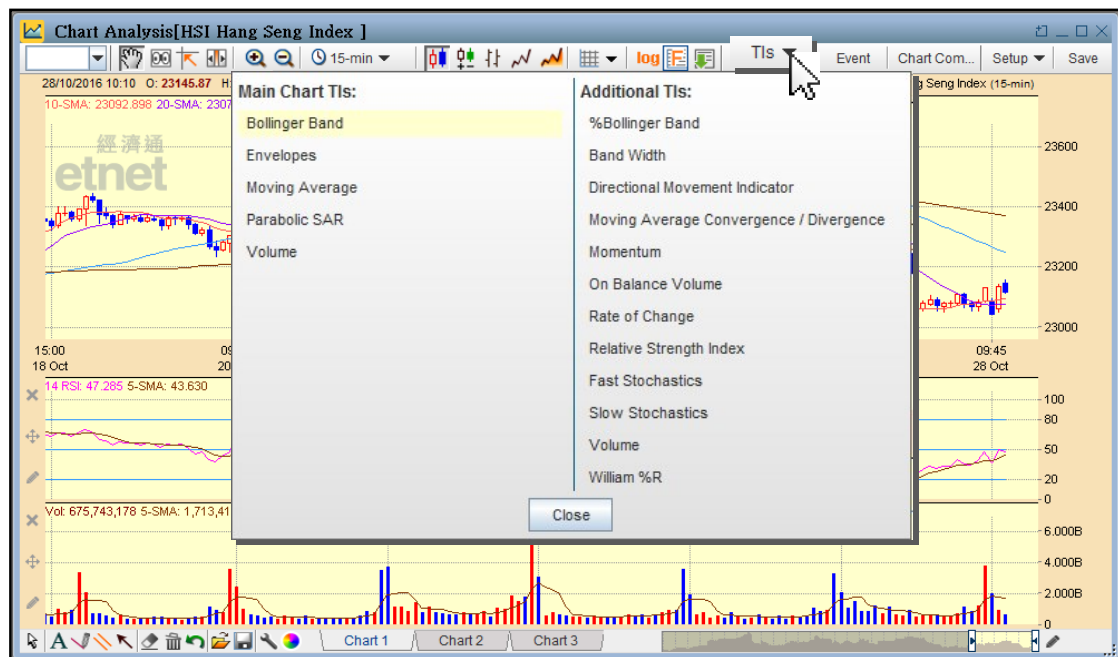 Chart Analysis[HSI Hang Seng Index ]
15-min
log
TIs
Event
Chart Com...
Setup
Save
28/10/2016 10:10 O: 23145.87 H:
g Seng Index (15-min)
10-SMA: 23092.898 20-SMA: 2307
經濟通
etnet
Main Chart TIs:
Bollinger Band
Envelopes
Moving Average
Parabolic SAR
Volume
Additional TIs:
%Bollinger Band
Band Width
Directional Movement Indicator
Moving Average Convergence / Divergence
Momentum
On Balance Volume
Rate of Change
Relative Strength Index
Fast Stochastics
Slow Stochastics
Volume
William %R
Close
23600
23400
23200
23000
15:00
18 Oct
09
20
09:45
28 Oct
14 RSI: 47.285 5-SMA: 43.630
100
80
50
20
0
Vol: 675,743,178 5-SMA: 1,713,41
6.000B
4.000B
2.000B
0
A
Chart 1
Chart 2
Chart 3